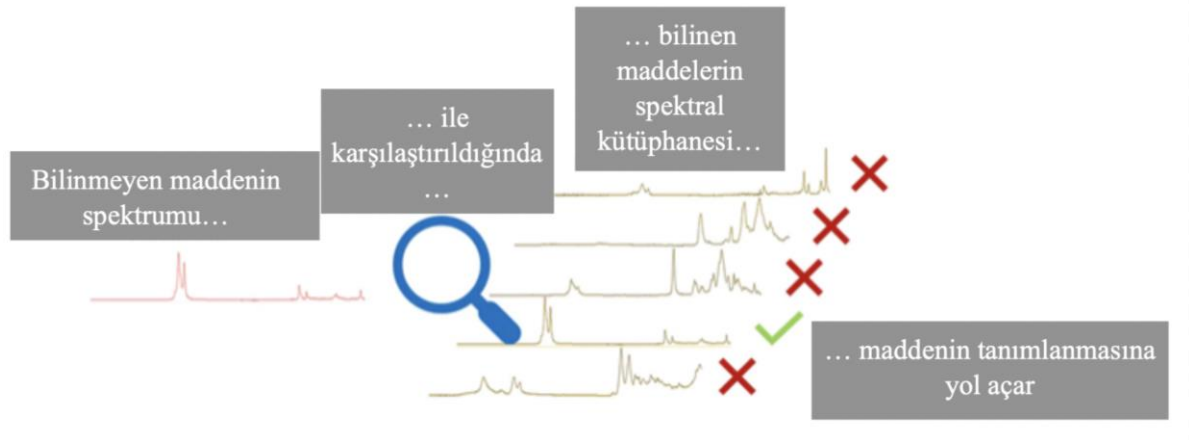 Bilinmeyen maddenin
spektrumu…
… ile
karşılaştırıldığında
…
… bilinen
maddelerin
spektral
kütüphanesi…
… maddenin tanımlanmasına
yol açar